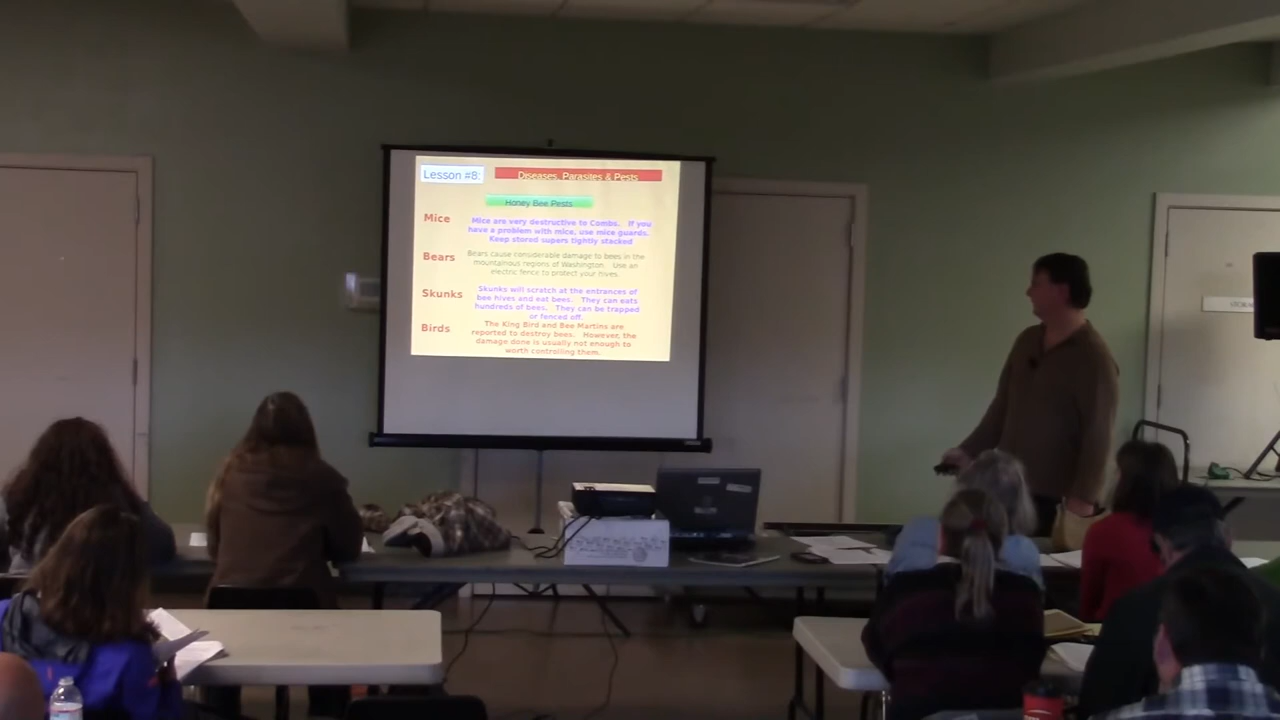 Lesson #8:
Diseases, Parasites & Pests
Honey Bee Pests
Mice
Mice are very destructive to Combs. If you
have a problem with mice, use mice guards.
Keep stored supers tightly stacked
Bears
Bears cause considerable damage to bees in the
mountainous regions of Washington. Use an
electric fence to protect your hives.
Skunks
Skunks will scratch at the entrances of
bee hives and eat bees. They can eats
hundreds of bees. They can be trapped
or fenced off.
Birds
The King Bird and Bee Martins are
reported to destroy bees. However, the
damage done is usually not enough to
worth controlling them.